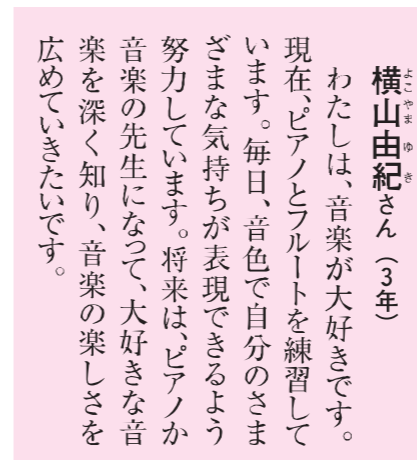 横山由紀さん（3年）
わたしは、音楽が大好きです。
現在、ピアノとフルートを練習して
います。毎日、音色で自分のさま
ざまな気持ちが表現できるよう
努力しています。将来は、ピアノか
音楽の先生になって、大好きな音
楽を深く知り、音楽の楽しさを
広めていきたいです。